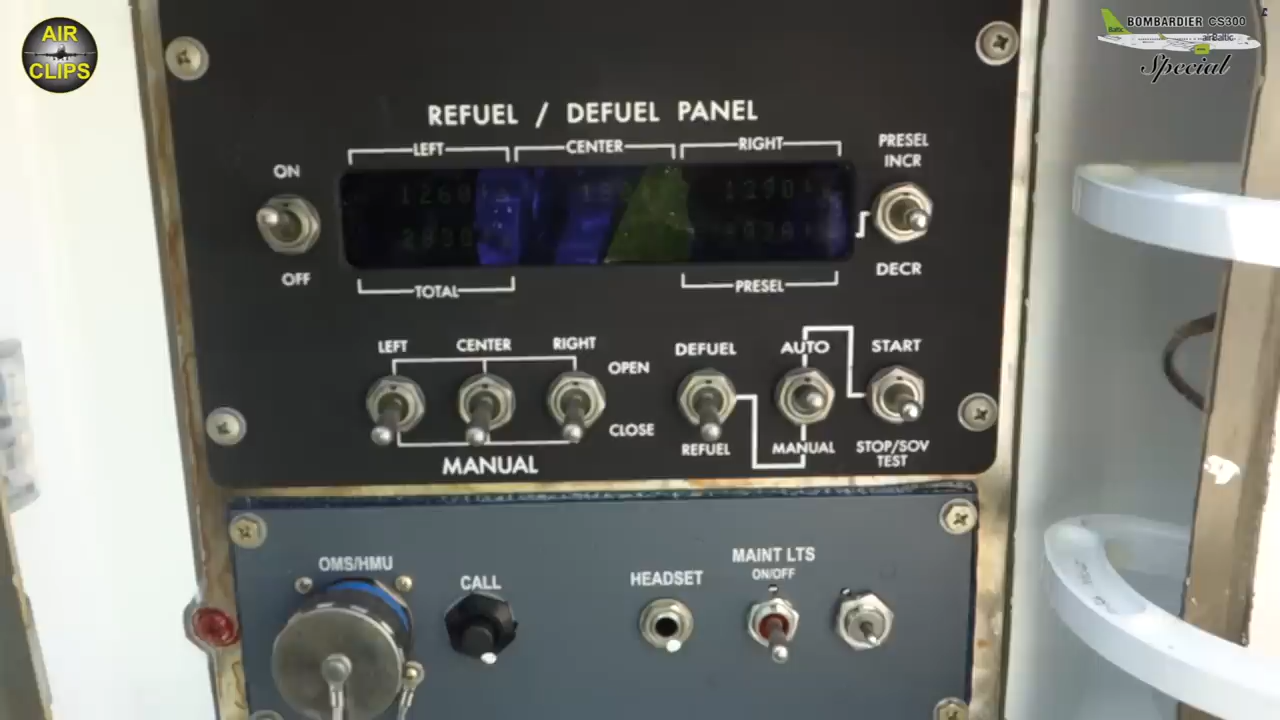 AIR
CLIPS
BOMBARDIER CS300
airBaltic
Special
REFUEL / DEFUEL PANEL
LEFT CENTER RIGHT
PRESEL
INCR
ON
1260
OFF
DECR
TOTAL PRESEL
LEFT CENTER RIGHT
OPEN
CLOSE
MANUAL
DEFUEL AUTO START
REFUEL MANUAL STOP/SOV
TEST
OMS/HMU
CALL
HEADSET
MAINT LTS
ON/OFF